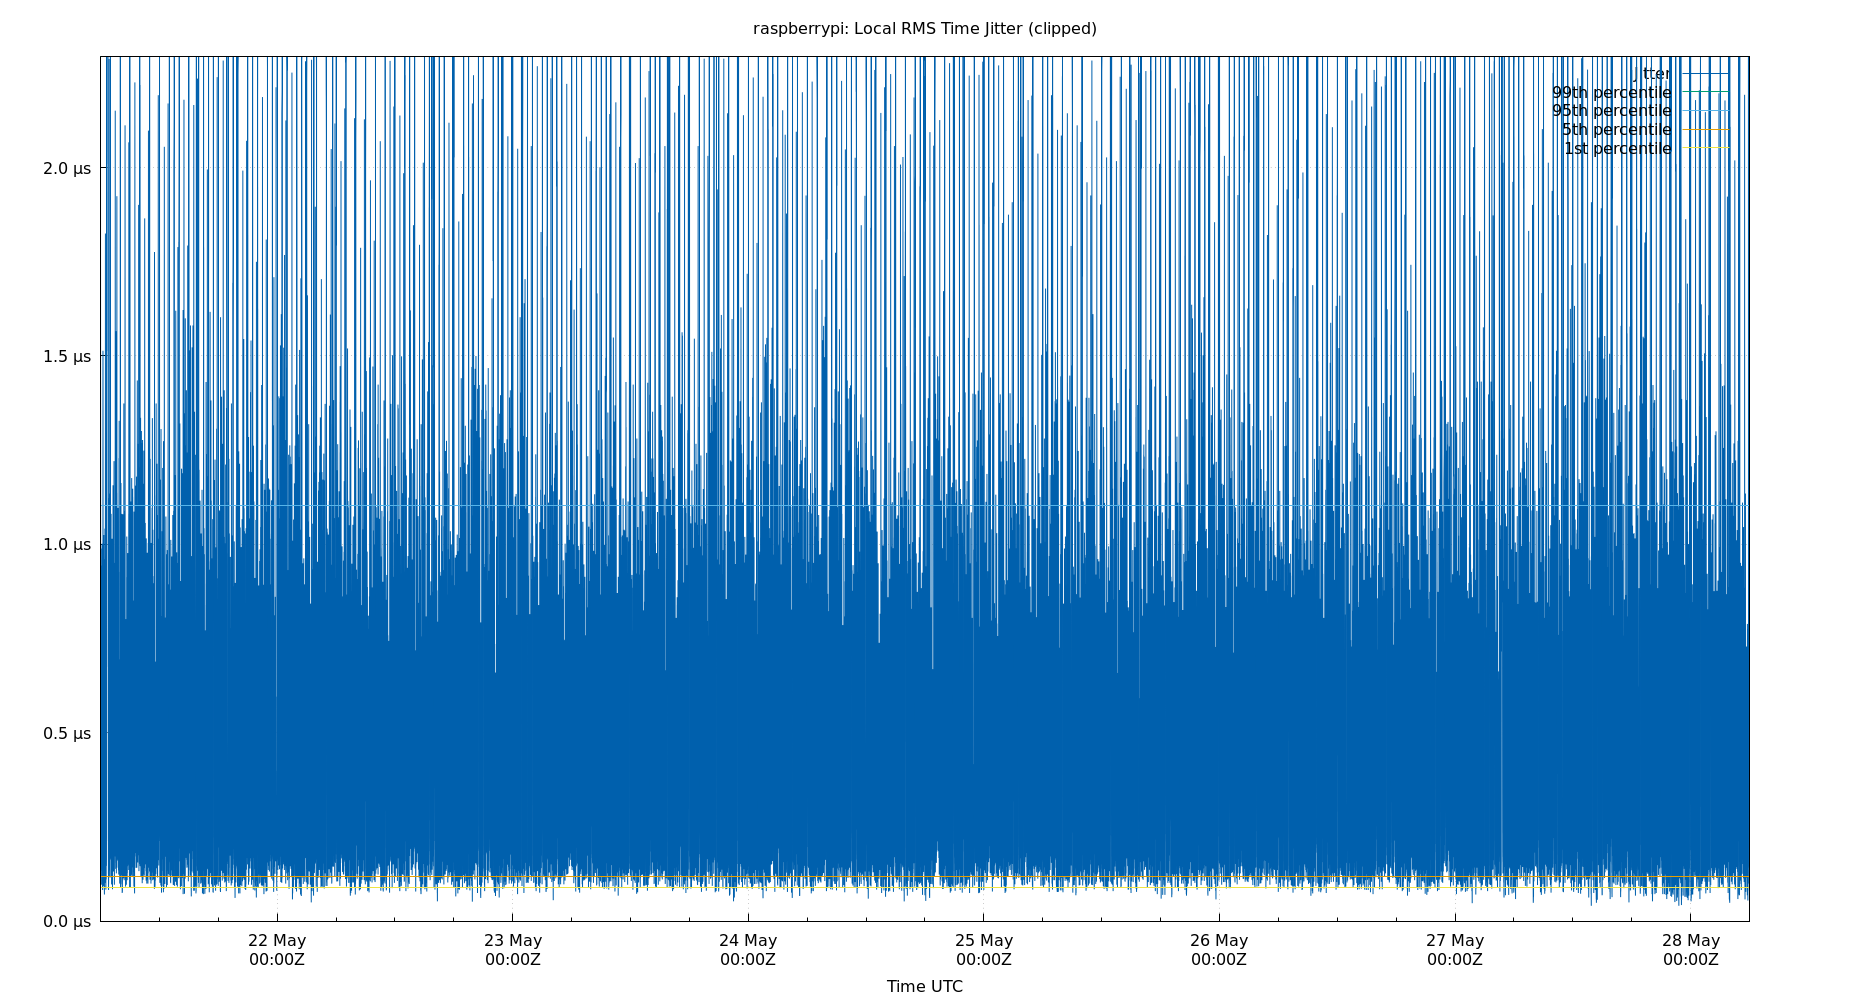 raspberrypi: Local RMS Time Jitter (clipped)
Jitter
99th percentile
95th percentile
5th percentile
1st percentile
2.0 μs
1.5 μs
1.0 μs
0.5 μs
0.0 μs
22 May
00:00Z
23 May
00:00Z
24 May
00:00Z
25 May
00:00Z
26 May
00:00Z
27 May
00:00Z
28 May
00:00Z
Time UTC